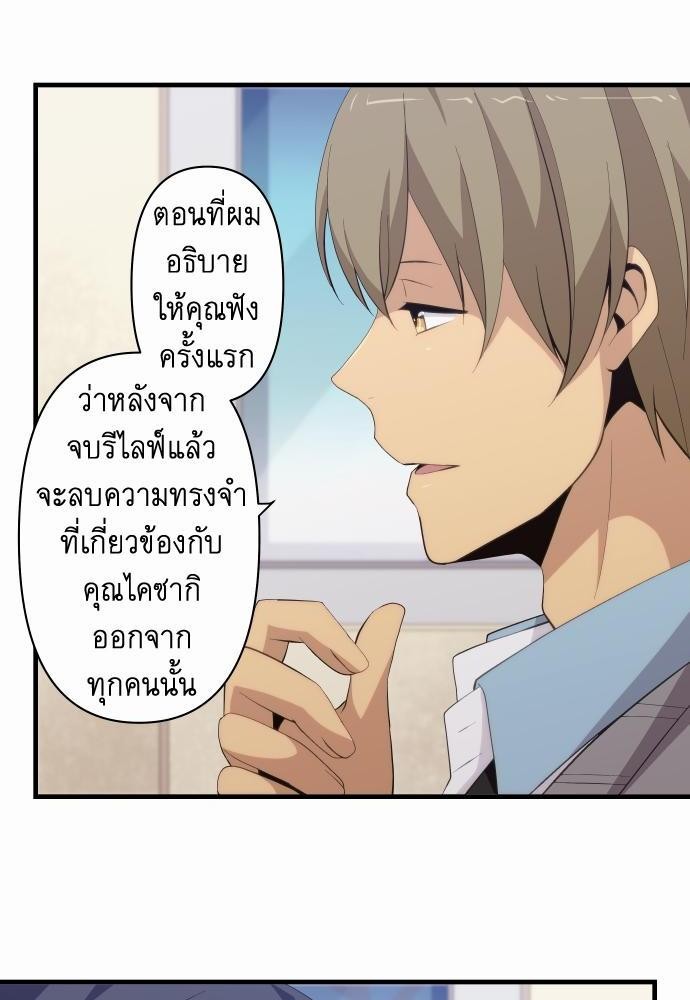 ตอนที่ผม
อธิบาย
ให้คุณฟัง
ครั้งแรก
ว่าหลังจาก
จบรีไลฟ์แล้ว
จะลบความทรงจำ
ที่เกี่ยวข้องกับ
คุณไคซากิ
ออกจาก
ทุกคนนั้น